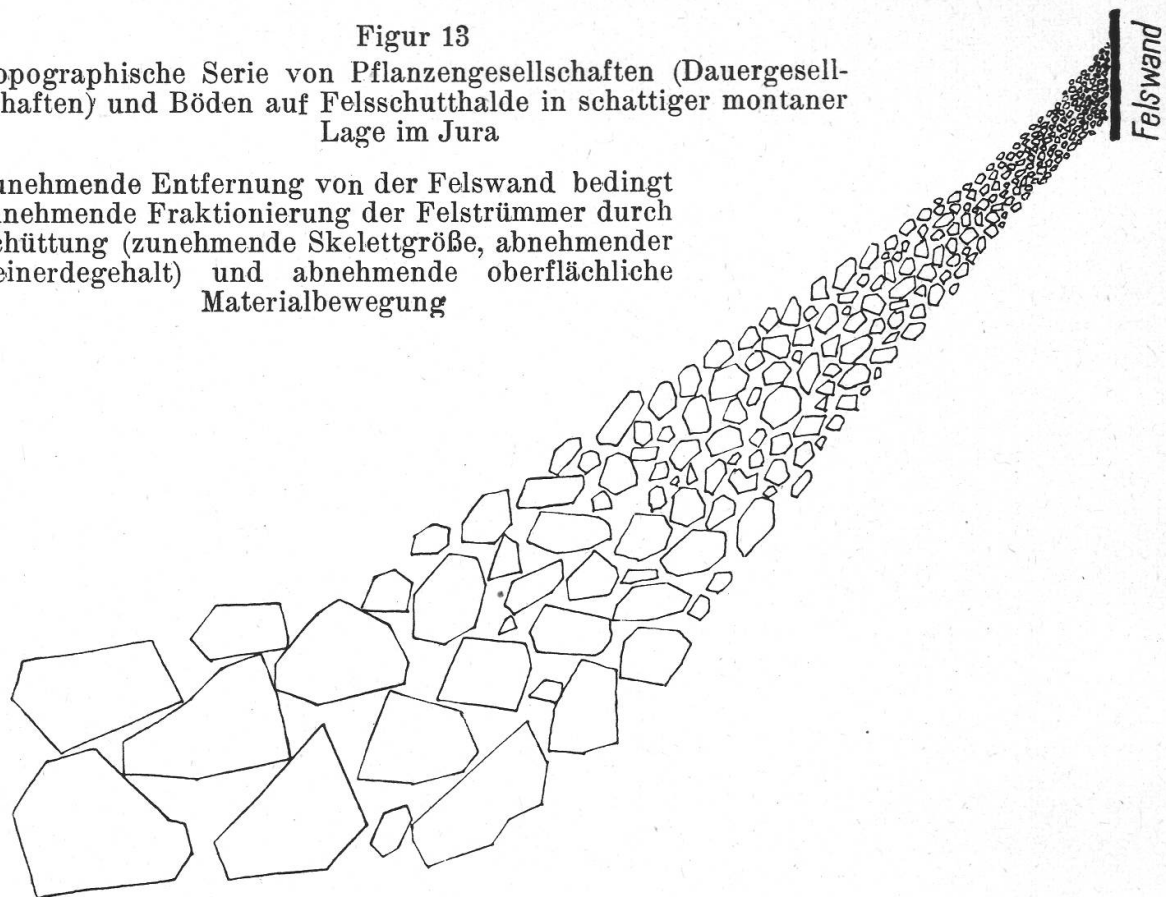 Figur 13
opographische Serie von Pflanzengesellschaften (Dauergesell-
haften) und Böden auf Felsschutthalde in schattiger montaner
Lage im Jura
unehmende Entfernung von der Felswand bedingt
nehmende Fraktionierung der Felstrümmer durch
chüttung (zunehmende Skelettgröße, abnehmender
einerdegehalt) und abnehmende oberflächliche
Materialbewegung
Felswand